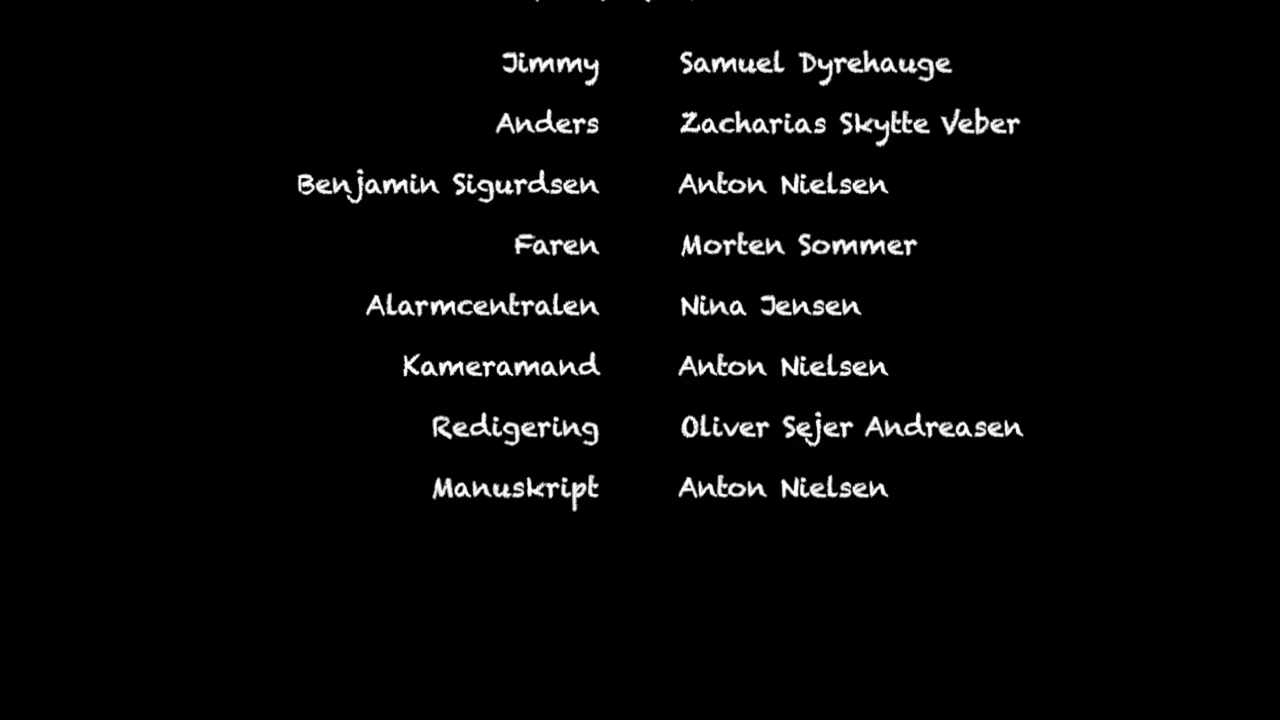 Jimmy Samuel Dyrehauge
Anders Zacharias Skytte Veber
Benjamin Sigurdsen Anton Nielsen
Faren Morten Sommer
Alarmcentralen Nina Jensen
Kameramand Anton Nielsen
Redigering Oliver Sejer Andreasen
Manuskript Anton Nielsen